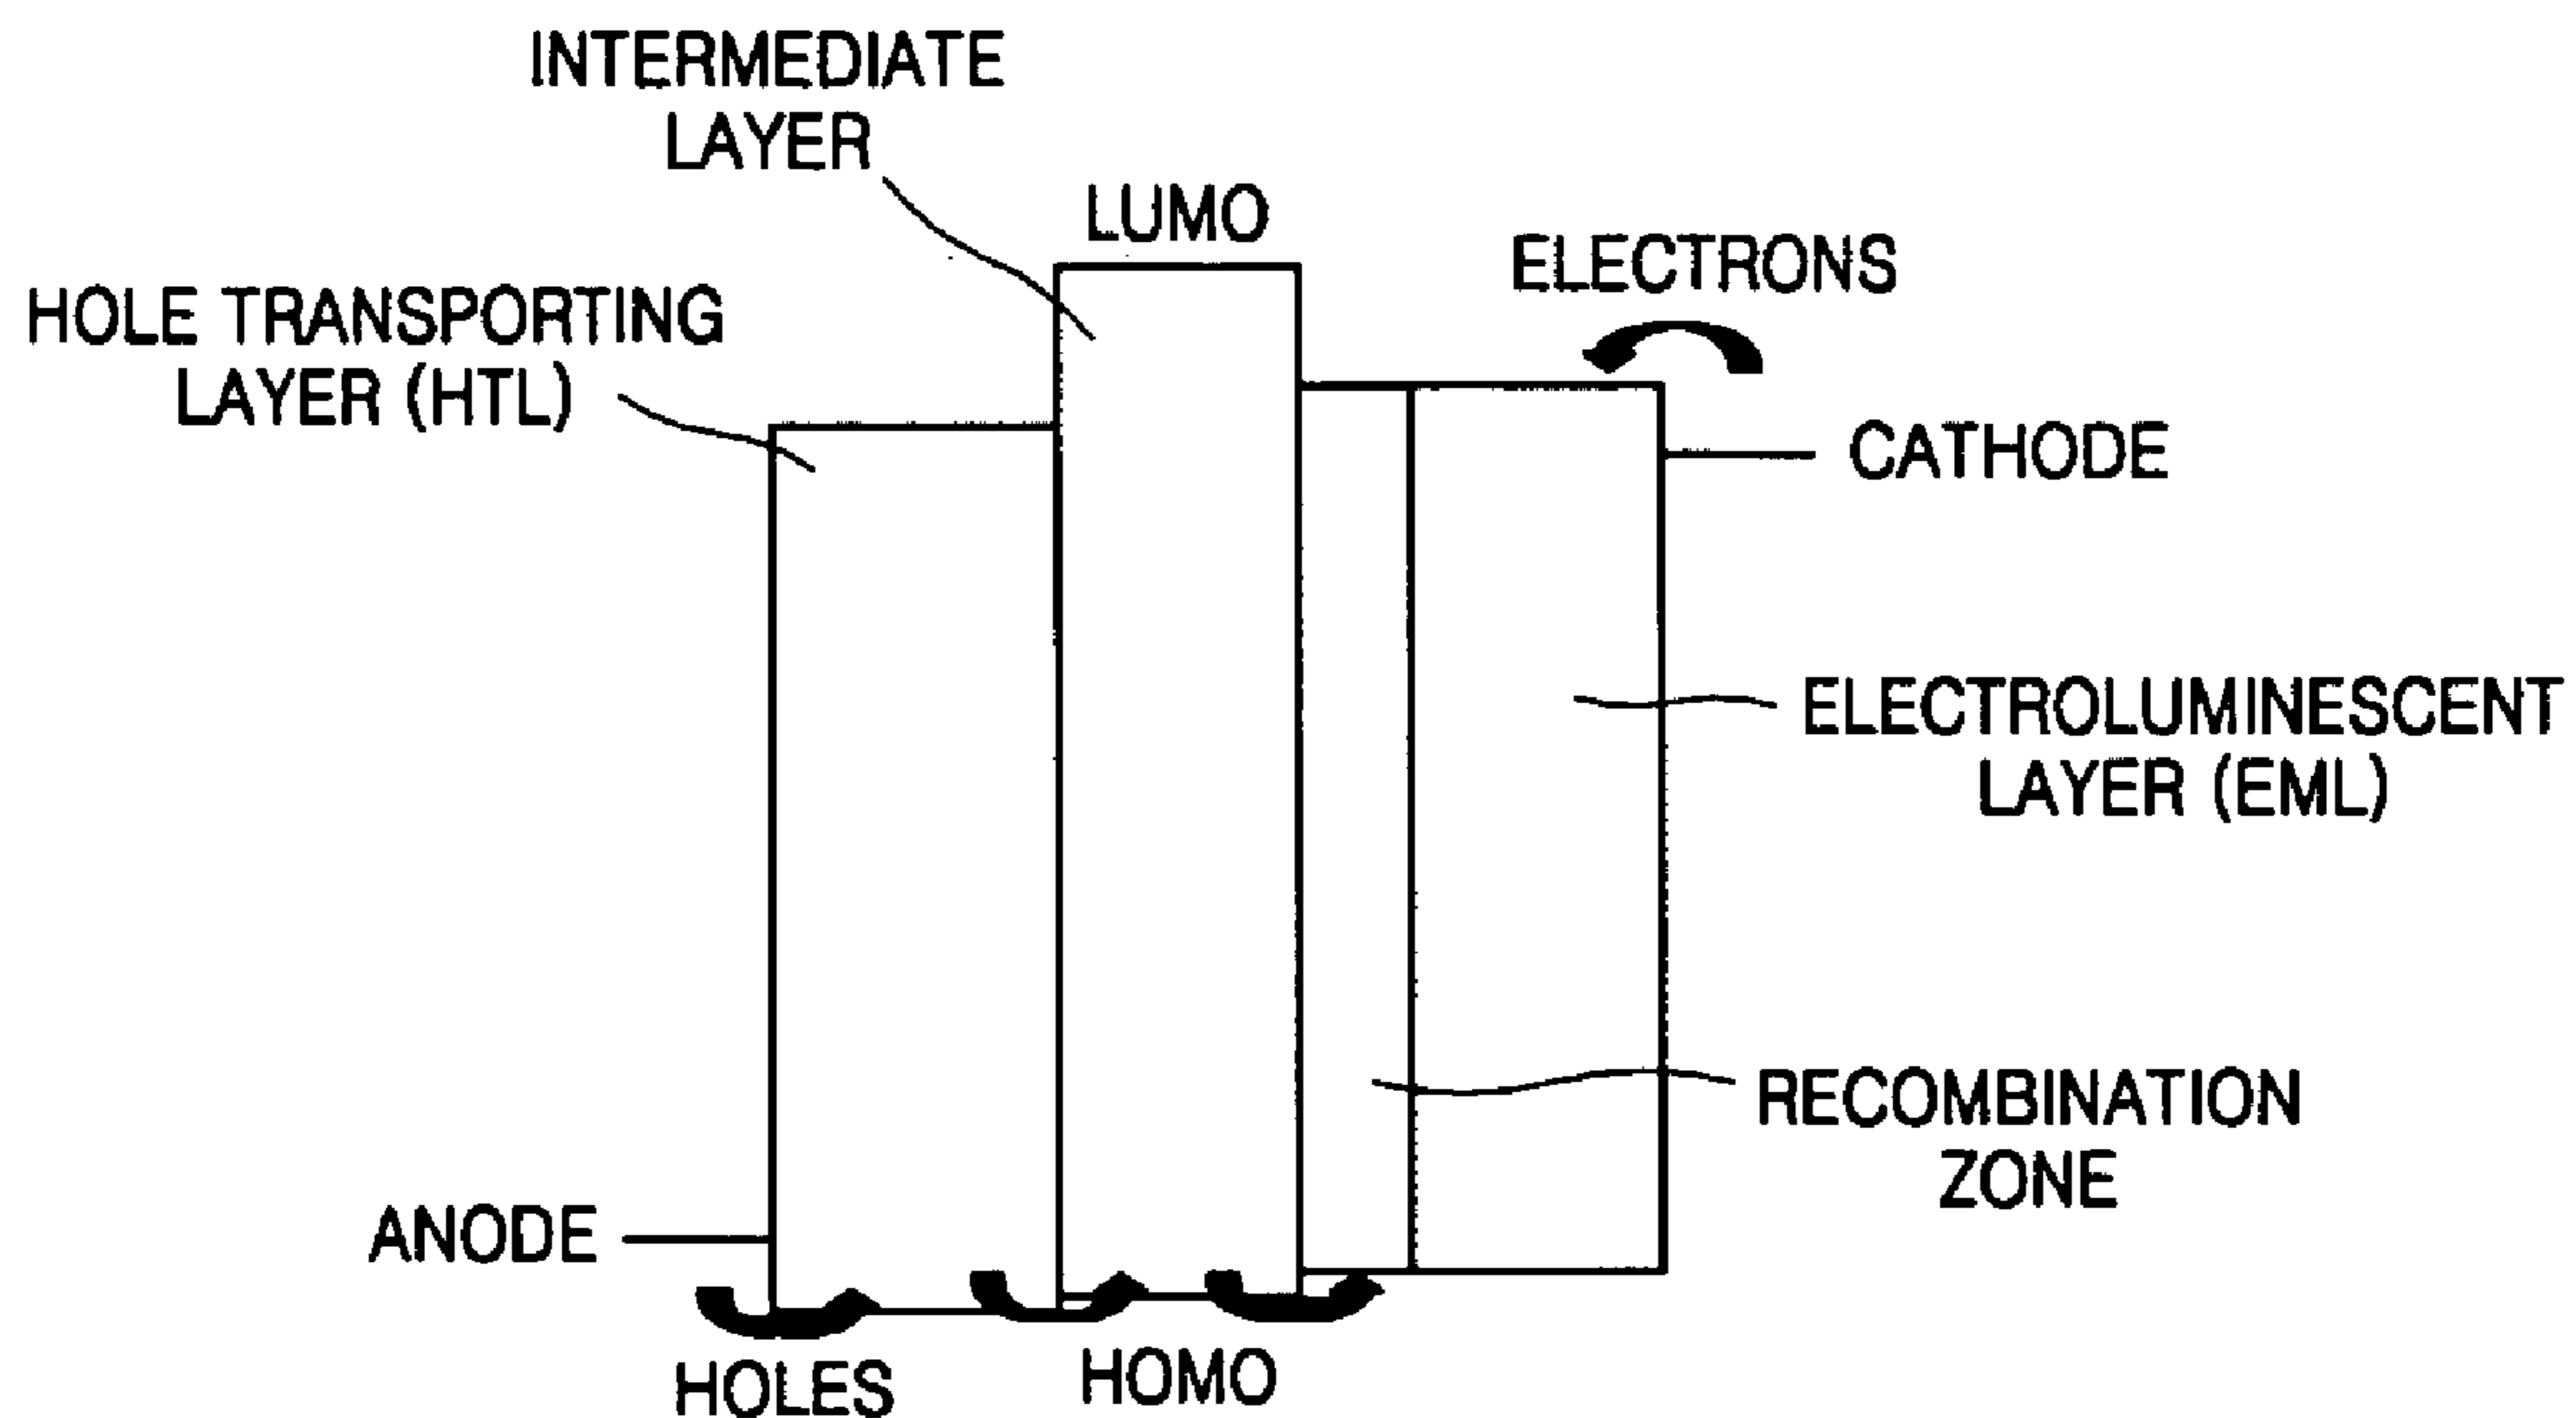 INTERMEDIATE
LAYER
LUMO
ELECTRONS
HOLE TRANSPORTING
LAYER (HTL)
CATHODE
ELECTROLUMINESCENT
LAYER (EML)
RECOMBINATION
ZONE
ANODE
HOLES
HOMO